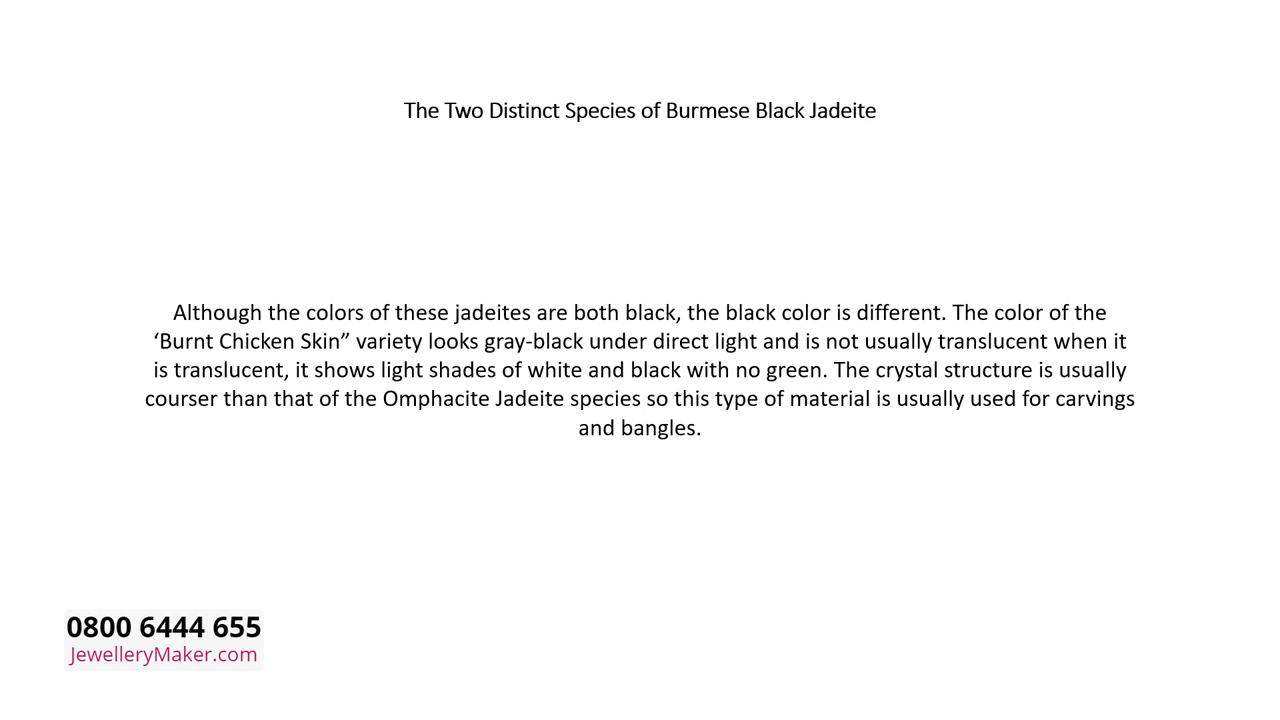 The Two Distinct Species of Burmese Black Jadeite
Although the colors of these jadeites are both black, the black color is different. The color of the
‘Burnt Chicken Skin” variety looks gray-black under direct light and is not usually translucent when it
is translucent, it shows light shades of white and black with no green. The crystal structure is usually
courser than that of the Omphacite Jadeite species so this type of material is usually used for carvings
and bangles.
0800 6444 655
JewelleryMaker.com